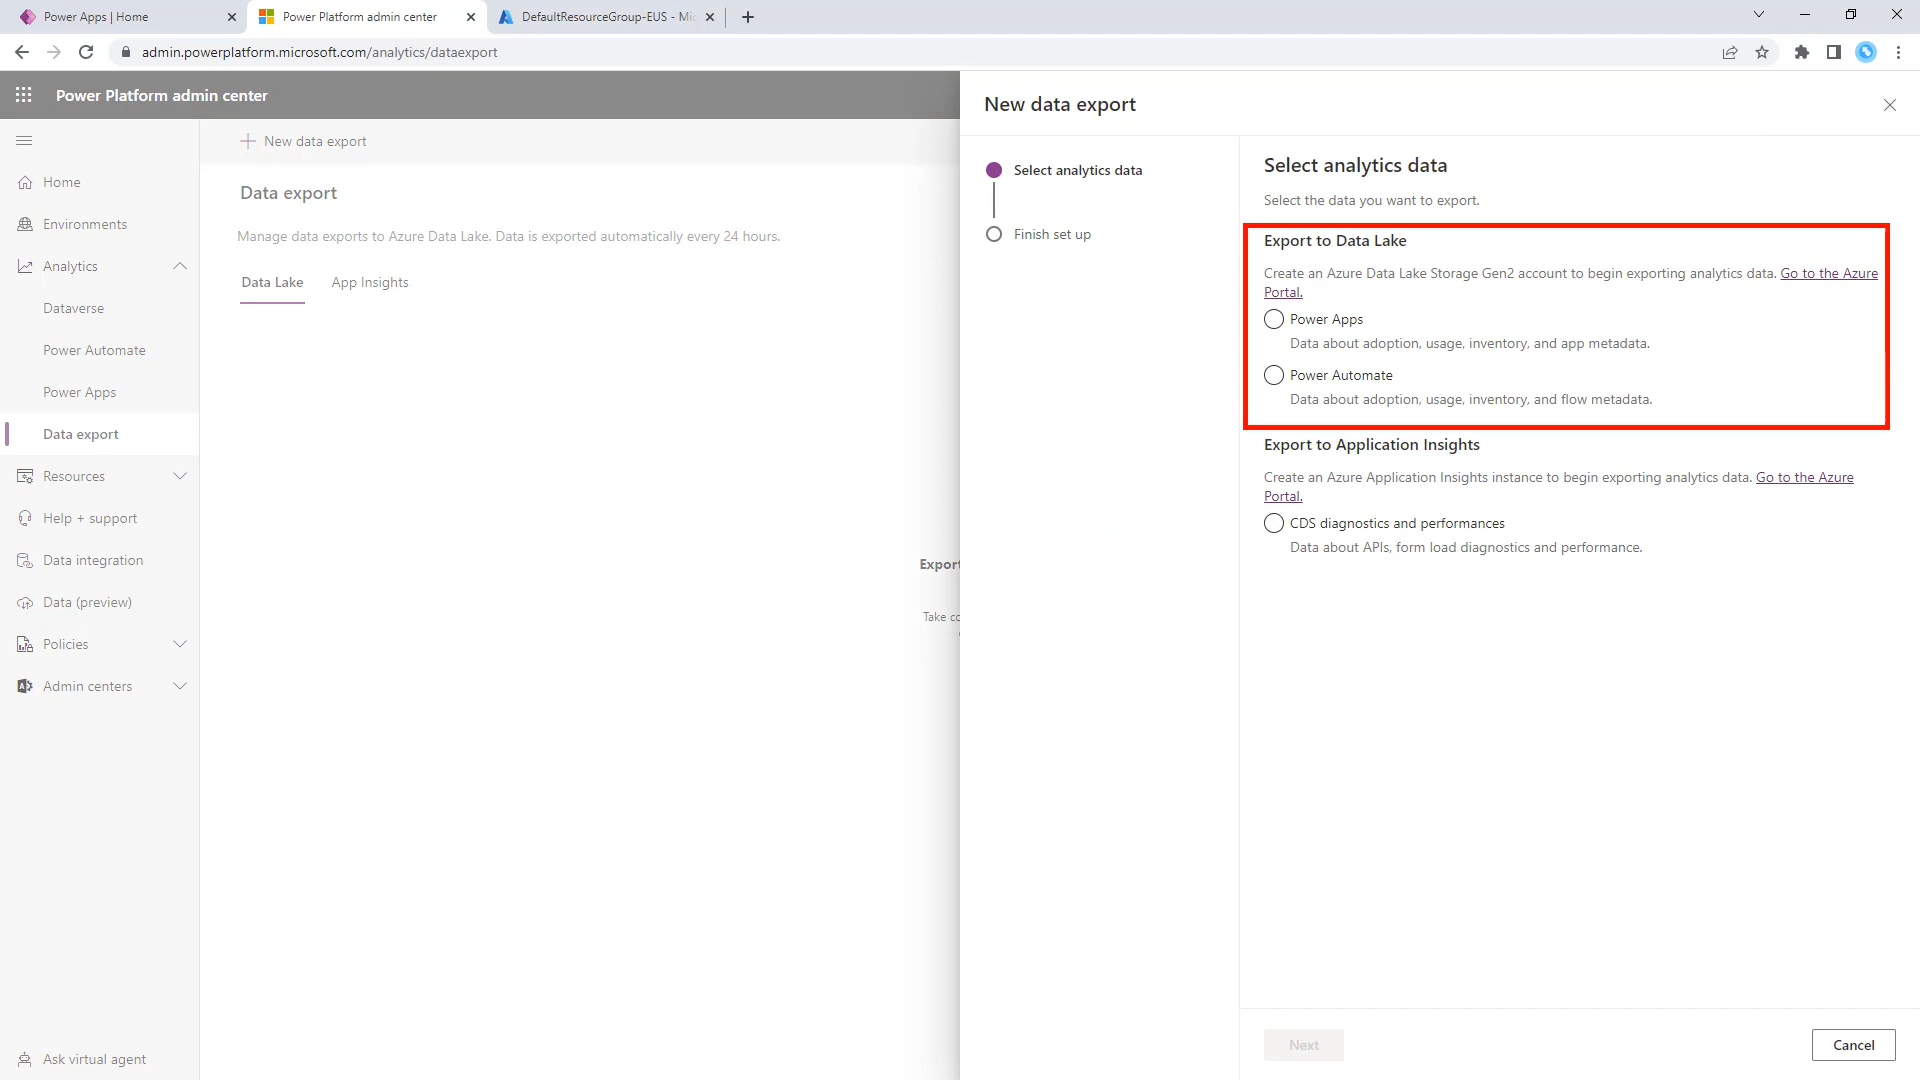 Power Apps | Home
Power Platform admin center
DefaultResourceGroup-EUS - Mi
admin.powerplatform.microsoft.com/analytics/dataexport
Power Platform admin center
Home
Environments
Analytics
Dataverse
Power Automate
Power Apps
Data export
Resources
Help + support
Data integration
Data (preview)
Policies
Admin centers
Ask virtual agent
New data export
Data export
Manage data exports to Azure Data Lake. Data is exported automatically every 24 hours.
Data Lake
App Insights
Export
Take
New data export
Select analytics data
Finish set up
Select analytics data
Select the data you want to export.
Export to Data Lake
Create an Azure Data Lake Storage Gen2 account to begin exporting analytics data. Go to the Azure
Portal.
Power Apps
Data about adoption, usage, inventory, and app metadata.
Power Automate
Data about adoption, usage, inventory, and flow metadata.
Export to Application Insights
Create an Azure Application Insights instance to begin exporting analytics data. Go to the Azure
Portal.
CDS diagnostics and performances
Data about APIs, form load diagnostics and performance.
Next
Cancel